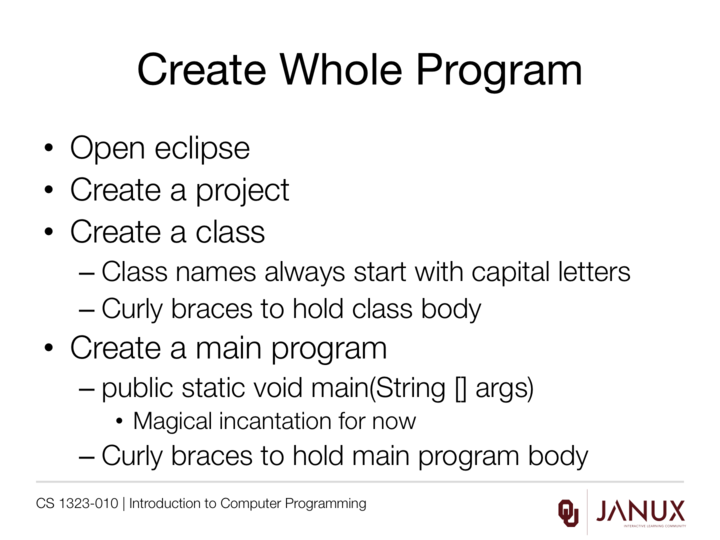 Create Whole Program
• Open eclipse
• Create a project
• Create a class
– Class names always start with capital letters
– Curly braces to hold class body
• Create a main program
– public static void main(String [] args)
• Magical incantation for now
– Curly braces to hold main program body
CS 1323-010 | Introduction to Computer Programming
OU
JANUX
INTERACTIVE LEARNING COMMUNITY